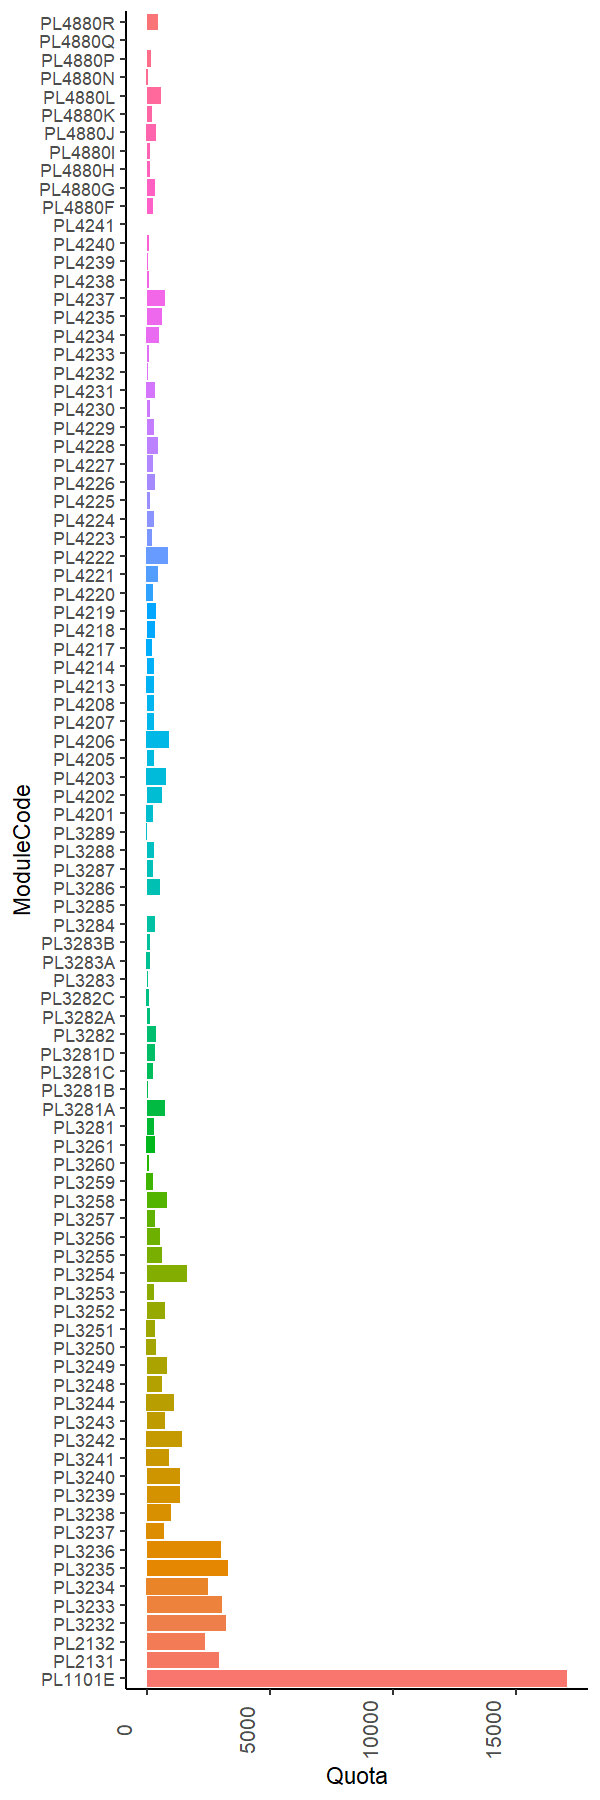 PL4880R
PL4880Q
PL4880P
PL4880N
PL4880L
PL4880K
PL4880J
PL4880I
PL4880H
PL4880G
PL4880F
PL4241
PL4240
PL4239
PL4238
PL4237
PL4235
PL4234
PL4233
PL4232
PL4231
PL4230
PL4229
PL4228
PL4227
PL4226
PL4225
PL4224
PL4223
PL4222
PL4221
PL4220
PL4219
PL4218
PL4217
PL4214
PL4213
PL4208
PL4207
PL4206
PL4205
PL4203
PL4202
PL4201
PL3289
PL3288
PL3287
PL3286
PL3285
PL3284
PL3283B
PL3283A
PL3283
PL3282C
PL3282A
PL3282
PL3281D
PL3281C
PL3281B
PL3281A
PL3281
PL3261
PL3260
PL3259
PL3258
PL3257
PL3256
PL3255
PL3254
PL3253
PL3252
PL3251
PL3250
PL3249
PL3248
PL3244
PL3243
PL3242
PL3241
PL3240
PL3239
PL3238
PL3237
PL3236
PL3235
PL3234
PL3233
PL3232
PL2132
PL2131
PL1101E
ModuleCode
0
5000
10000
15000
Quota